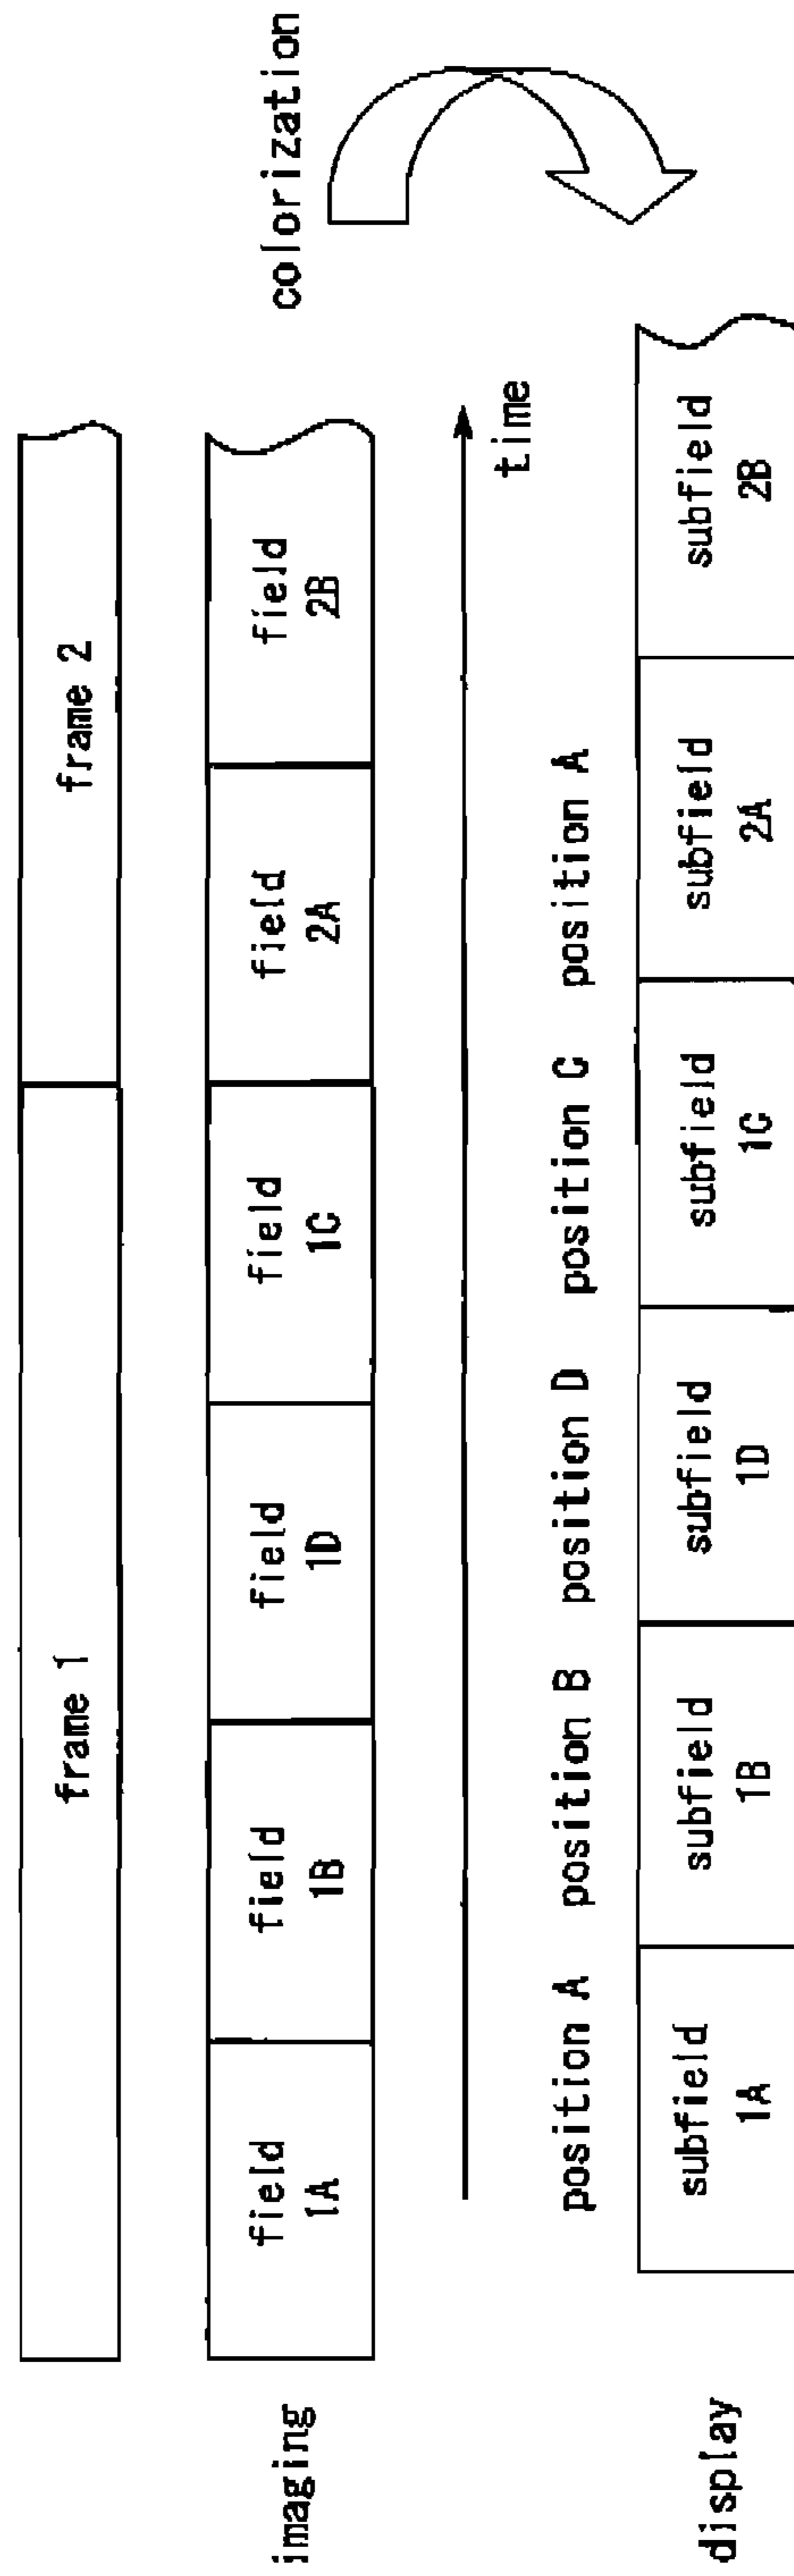 frame 1
frame 2
imaging
field
1A
field
1B
field
1D
field
1C
field
2A
field
2B
colorization
time
position A
position B
position D
position C
position A
display
subfield
1A
subfield
1B
subfield
1D
subfield
1C
subfield
2A
subfield
2B